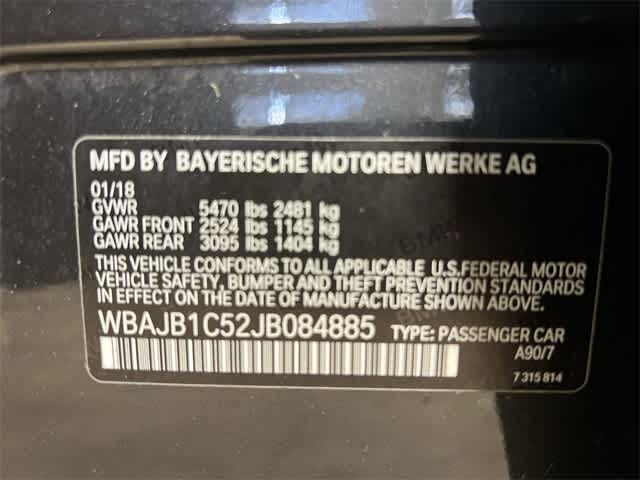 MFD BY BAYERISCHE MOTOREN WERKE AG
01/18
GVWR 5470 lbs 2481 kg
GAWR FRONT 2524 lbs 1145 kg
GAWR REAR 3095 lbs 1404 kg
THIS VEHICLE CONFORMS TO ALL APPLICABLE U.S.FEDERAL MOTOR
VEHICLE SAFETY, BUMPER AND THEFT PREVENTION STANDARDS
IN EFFECT ON THE DATE OF MANUFACTURE SHOWN ABOVE.
WBAJB1C52JB084885 TYPE: PASSENGER CAR
A90/7
7 315 814